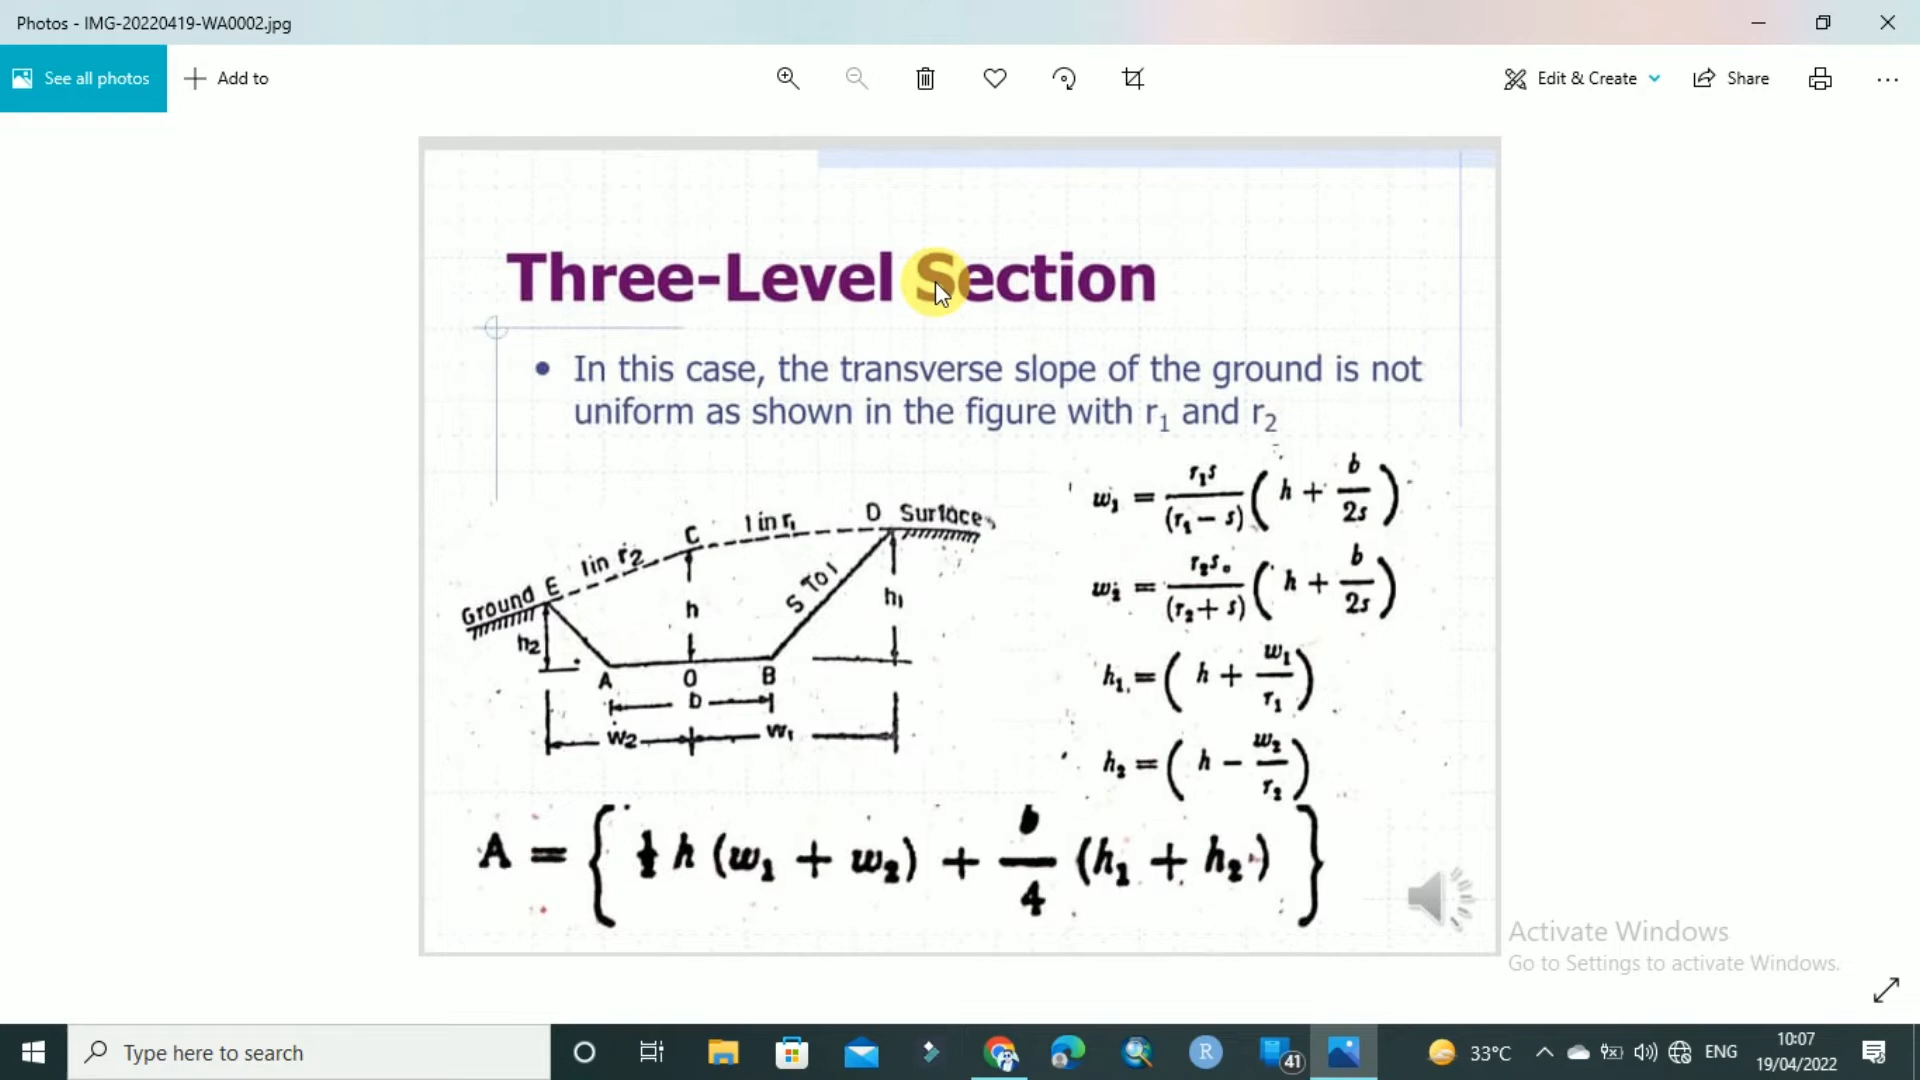 Photos - IMG-20220419-WA0002.jpg
See all photos
Add to
Edit & Create
Share
Three-Level Section
• In this case, the transverse slope of the ground is not
uniform as shown in the figure with r₁ and r₂
Ground E 1 in r₂ C 1 in r₁ D Surface
h₂ h S To 1 h₁
A O B
b
w₂ w₁
w₁ = r₁s/(r₁ − s) ( h + b/2s )
w₂ = r₂s/(r₂ + s) ( h + b/2s )
h₁ = ( h + w₁/r₁ )
h₂ = ( h − w₂/r₂ )
A = { ½ h (w₁ + w₂) + b/4 (h₁ + h₂) }
Activate Windows
Go to Settings to activate Windows.
Type here to search
R
41
33°C
ENG
10:07
19/04/2022